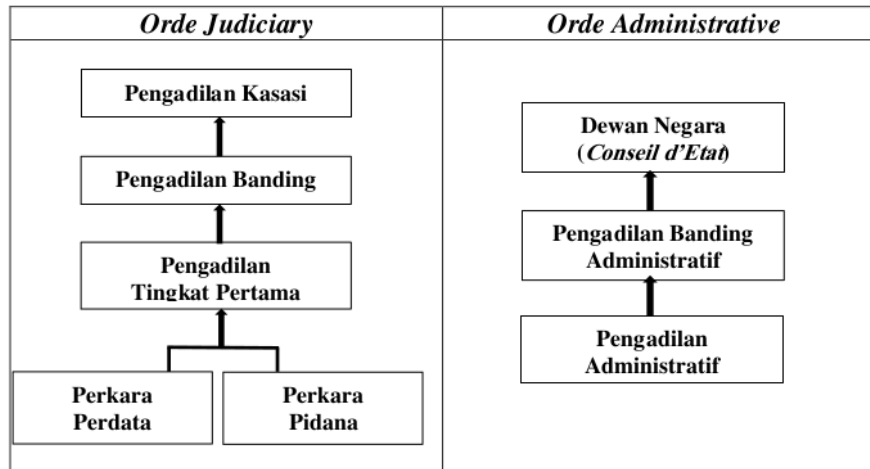 Orde Judiciary
Pengadilan Kasasi
Pengadilan Banding
Pengadilan
Tingkat Pertama
Perkara
Perdata
Perkara
Pidana
Orde Administrative
Dewan Negara
(Conseil d'Etat)
Pengadilan Banding
Administratif
Pengadilan
Administratif